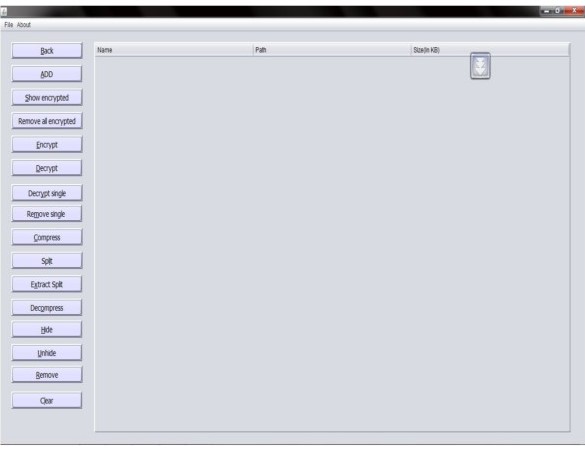 File About
Back
Name Path Size(in KB)
ADD
Show encrypted
Remove all encrypted
Encrypt
Decrypt
Decrypt single
Remove single
Compress
Split
Extract Split
Decompress
Hide
Unhide
Remove
Clear